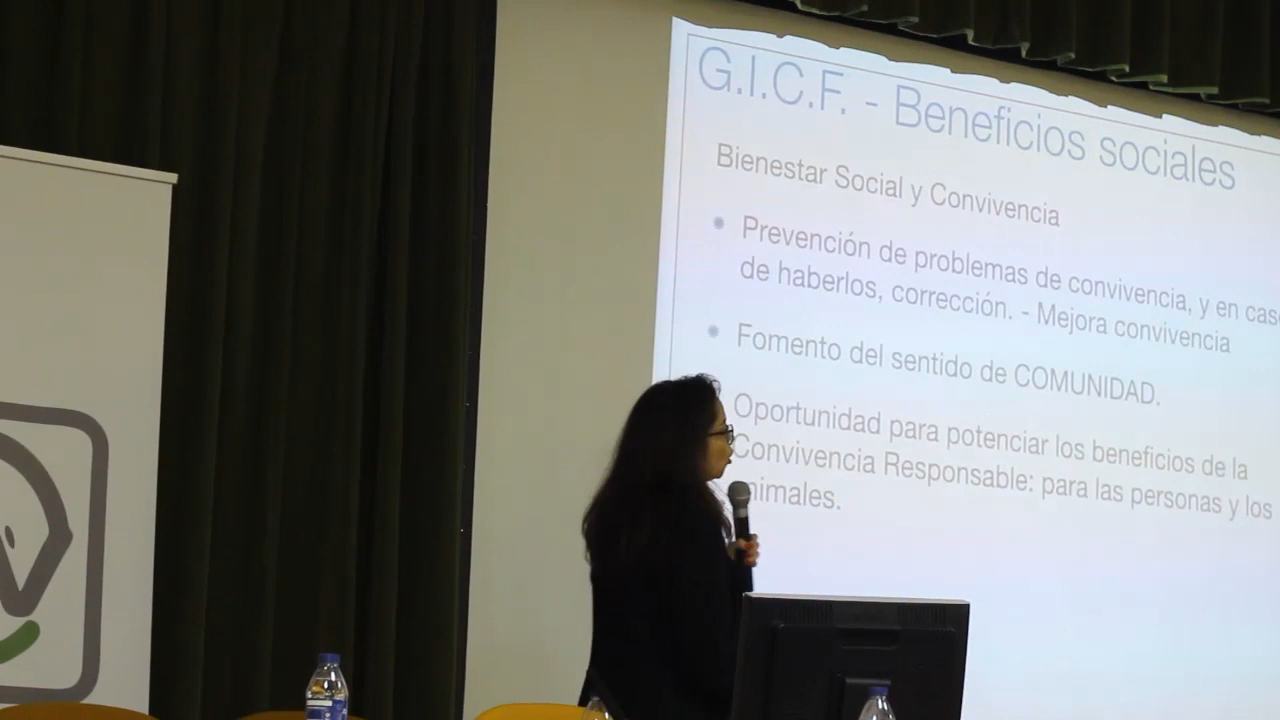 G.I.C.F. - Beneficios sociales
Bienestar Social y Convivencia
Prevención de problemas de convivencia, y en caso
de haberlos, corrección. - Mejora convivencia
Fomento del sentido de COMUNIDAD.
Oportunidad para potenciar los beneficios de la
Convivencia Responsable: para las personas y los
nimales.